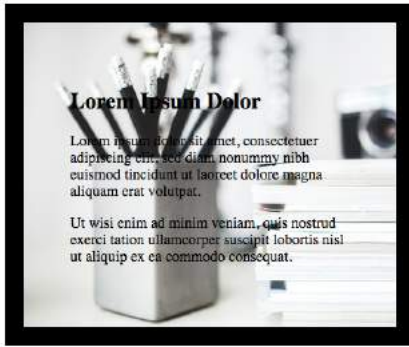 Lorem Ipsum Dolor
Lorem ipsum dolor sit amet, consectetuer
adipiscing elit, sed diam nonummy nibh
euismod tincidunt ut laoreet dolore magna
aliquam erat volutpat.
Ut wisi enim ad minim veniam, quis nostrud
exerci tation ullamcorper suscipit lobortis nisl
ut aliquip ex ea commodo consequat.